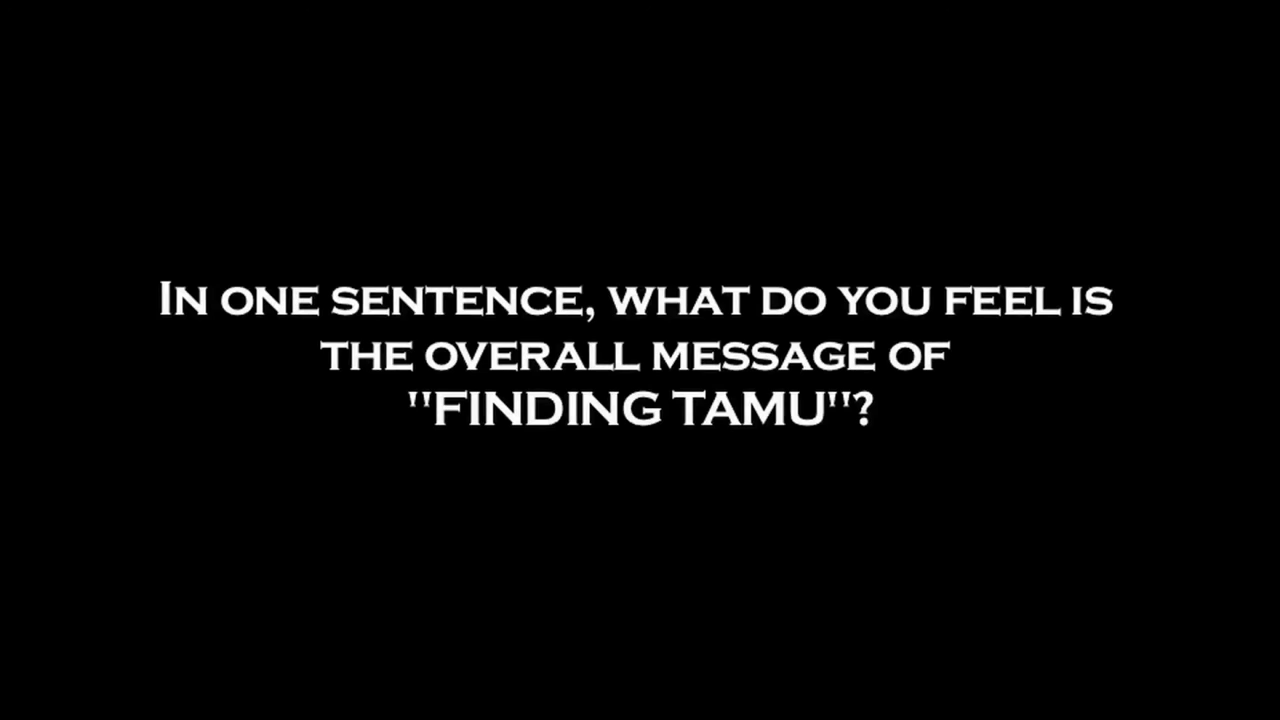 In one sentence, what do you feel is
the overall message of
"FINDING TAMU"?